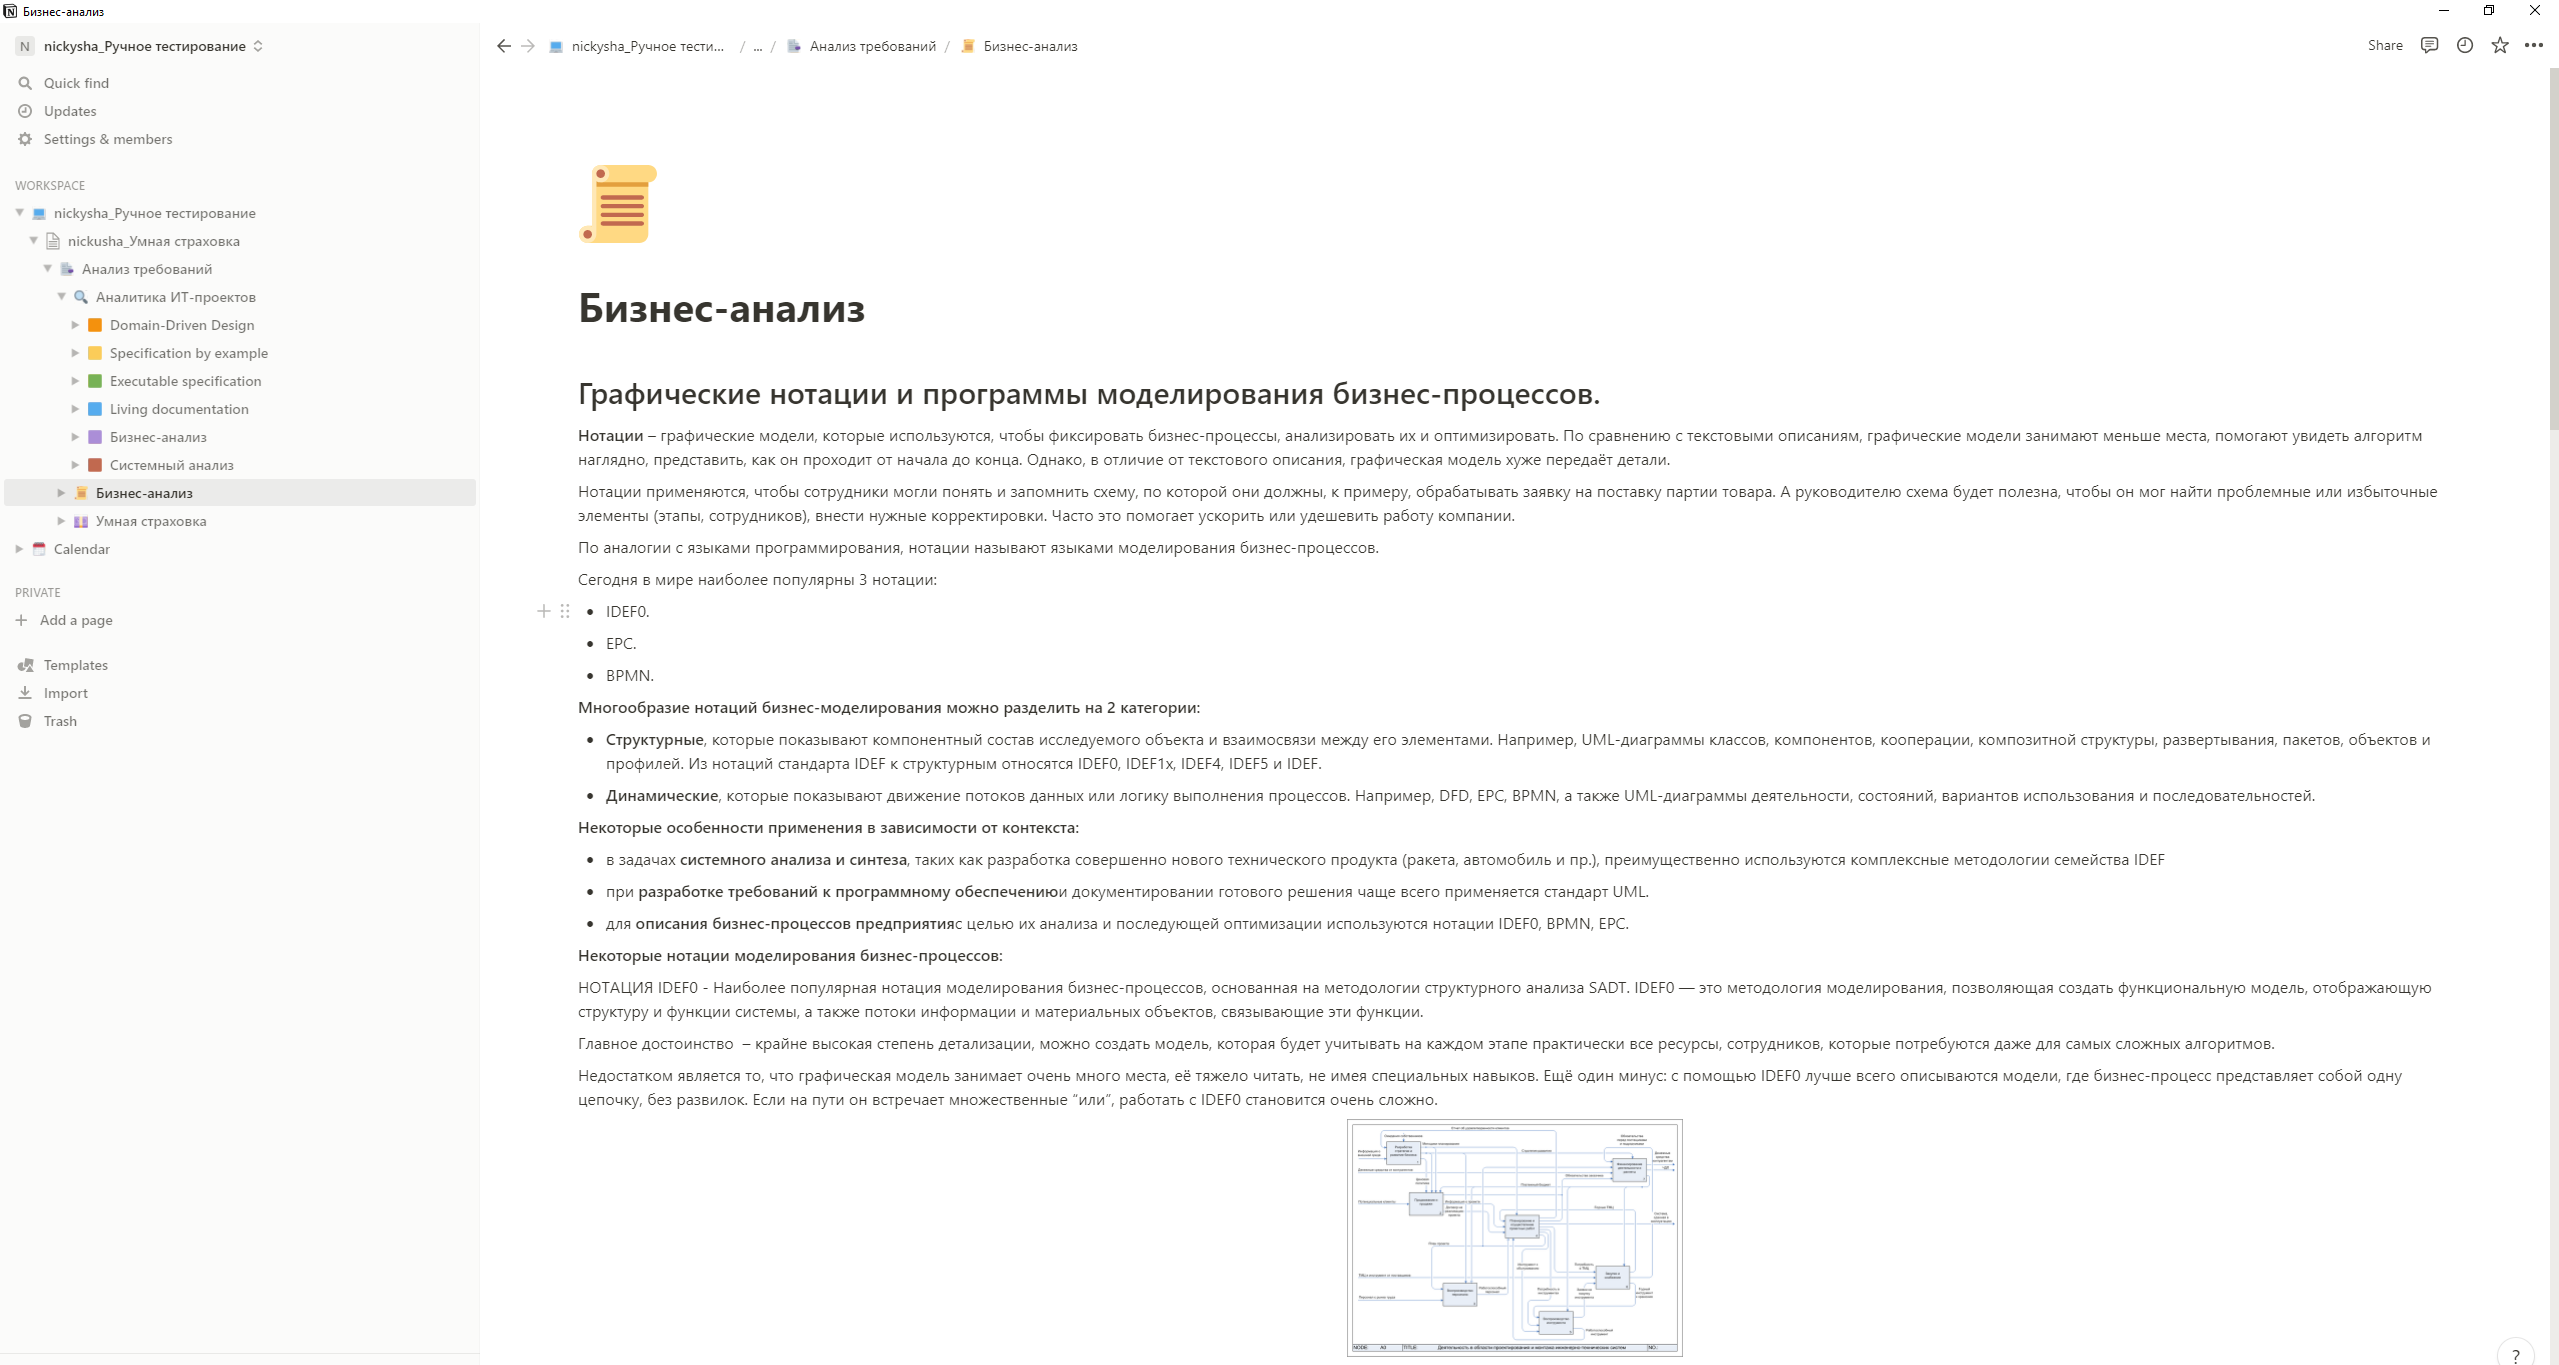 Бизнес-анализ
N nickysha_Ручное тестирование
Quick find
Updates
Settings & members
WORKSPACE
nickysha_Ручное тестирование
nickusha_Умная страховка
Анализ требований
Аналитика ИТ-проектов
Domain-Driven Design
Specification by example
Executable specification
Living documentation
Бизнес-анализ
Системный анализ
Бизнес-анализ
Умная страховка
Calendar
PRIVATE
Add a page
Templates
Import
Trash
nickysha_Ручное тести... / ... / Анализ требований / Бизнес-анализ
Share
Бизнес-анализ
Графические нотации и программы моделирования бизнес-процессов.
Нотации – графические модели, которые используются, чтобы фиксировать бизнес-процессы, анализировать их и оптимизировать. По сравнению с текстовыми описаниям, графические модели занимают меньше места, помогают увидеть алгоритм
наглядно, представить, как он проходит от начала до конца. Однако, в отличие от текстового описания, графическая модель хуже передаёт детали.
Нотации применяются, чтобы сотрудники могли понять и запомнить схему, по которой они должны, к примеру, обрабатывать заявку на поставку партии товара. А руководителю схема будет полезна, чтобы он мог найти проблемные или избыточные
элементы (этапы, сотрудников), внести нужные корректировки. Часто это помогает ускорить или удешевить работу компании.
По аналогии с языками программирования, нотации называют языками моделирования бизнес-процессов.
Сегодня в мире наиболее популярны 3 нотации:
• IDEF0.
• EPC.
• BPMN.
Многообразие нотаций бизнес-моделирования можно разделить на 2 категории:
• Структурные, которые показывают компонентный состав исследуемого объекта и взаимосвязи между его элементами. Например, UML-диаграммы классов, компонентов, кооперации, композитной структуры, развертывания, пакетов, объектов и
профилей. Из нотаций стандарта IDEF к структурным относятся IDEF0, IDEF1x, IDEF4, IDEF5 и IDEF.
• Динамические, которые показывают движение потоков данных или логику выполнения процессов. Например, DFD, EPC, BPMN, а также UML-диаграммы деятельности, состояний, вариантов использования и последовательностей.
Некоторые особенности применения в зависимости от контекста:
• в задачах системного анализа и синтеза, таких как разработка совершенно нового технического продукта (ракета, автомобиль и пр.), преимущественно используются комплексные методологии семейства IDEF
• при разработке требований к программному обеспечениюи документировании готового решения чаще всего применяется стандарт UML.
• для описания бизнес-процессов предприятияс целью их анализа и последующей оптимизации используются нотации IDEF0, BPMN, EPC.
Некоторые нотации моделирования бизнес-процессов:
НОТАЦИЯ IDEF0 - Наиболее популярная нотация моделирования бизнес-процессов, основанная на методологии структурного анализа SADT. IDEF0 — это методология моделирования, позволяющая создать функциональную модель, отображающую
структуру и функции системы, а также потоки информации и материальных объектов, связывающие эти функции.
Главное достоинство – крайне высокая степень детализации, можно создать модель, которая будет учитывать на каждом этапе практически все ресурсы, сотрудников, которые потребуются даже для самых сложных алгоритмов.
Недостатком является то, что графическая модель занимает очень много места, её тяжело читать, не имея специальных навыков. Ещё один минус: с помощью IDEF0 лучше всего описываются модели, где бизнес-процесс представляет собой одну
цепочку, без развилок. Если на пути он встречает множественные “или”, работать с IDEF0 становится очень сложно.
NODE: A0 TITLE: Деятельность в области проектирования и монтажа инженерно-технических систем NO.:
?